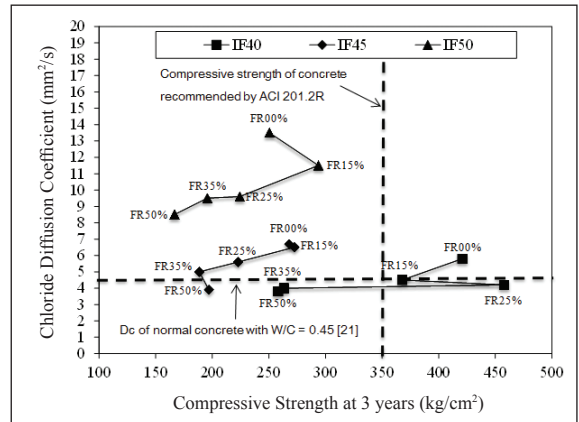 Chloride Diffusion Coefficient (mm²/s)
20
19
18
17
16
15
14
13
12
11
10
9
8
7
6
5
4
3
2
1
0
IF40 IF45 IF50
Compressive strength of concrete
recommended by ACI 201.2R
FR00%
FR15%
FR35%
FR25%
FR50%
FR00%
FR15%
FR25%
FR35%
FR50%
FR00%
FR15%
FR35%
FR50%
FR25%
Dc of normal concrete with W/C = 0.45 [21]
100 150 200 250 300 350 400 450 500
Compressive Strength at 3 years (kg/cm²)